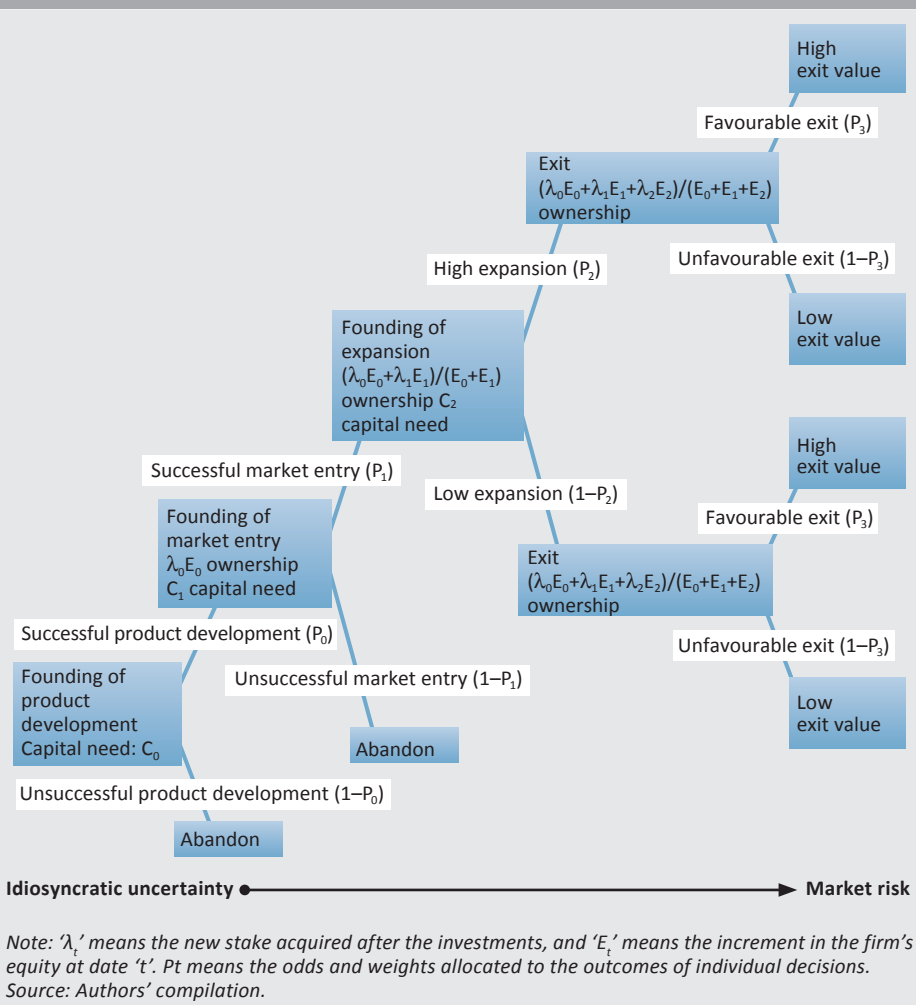 High
exit value
Favourable exit (P₃)
Exit
(λ₀E₀+λ₁E₁+λ₂E₂)/(E₀+E₁+E₂)
ownership
High expansion (P₂)
Unfavourable exit (1–P₃)
Low
exit value
Founding of
expansion
(λ₀E₀+λ₁E₁)/(E₀+E₁)
ownership C₂
capital need
High
exit value
Successful market entry (P₁)
Low expansion (1–P₂)
Favourable exit (P₃)
Founding of
market entry
λ₀E₀ ownership
C₁ capital need
Exit
(λ₀E₀+λ₁E₁+λ₂E₂)/(E₀+E₁+E₂)
ownership
Successful product development (P₀)
Unfavourable exit (1–P₃)
Founding of
product
development
Capital need: C₀
Unsuccessful market entry (1–P₁)
Low
exit value
Abandon
Unsuccessful product development (1–P₀)
Abandon
Idiosyncratic uncertainty Market risk
Note: ‘λₜ’ means the new stake acquired after the investments, and ‘Eₜ’ means the increment in the firm’s
equity at date ‘t’. Pt means the odds and weights allocated to the outcomes of individual decisions.
Source: Authors’ compilation.